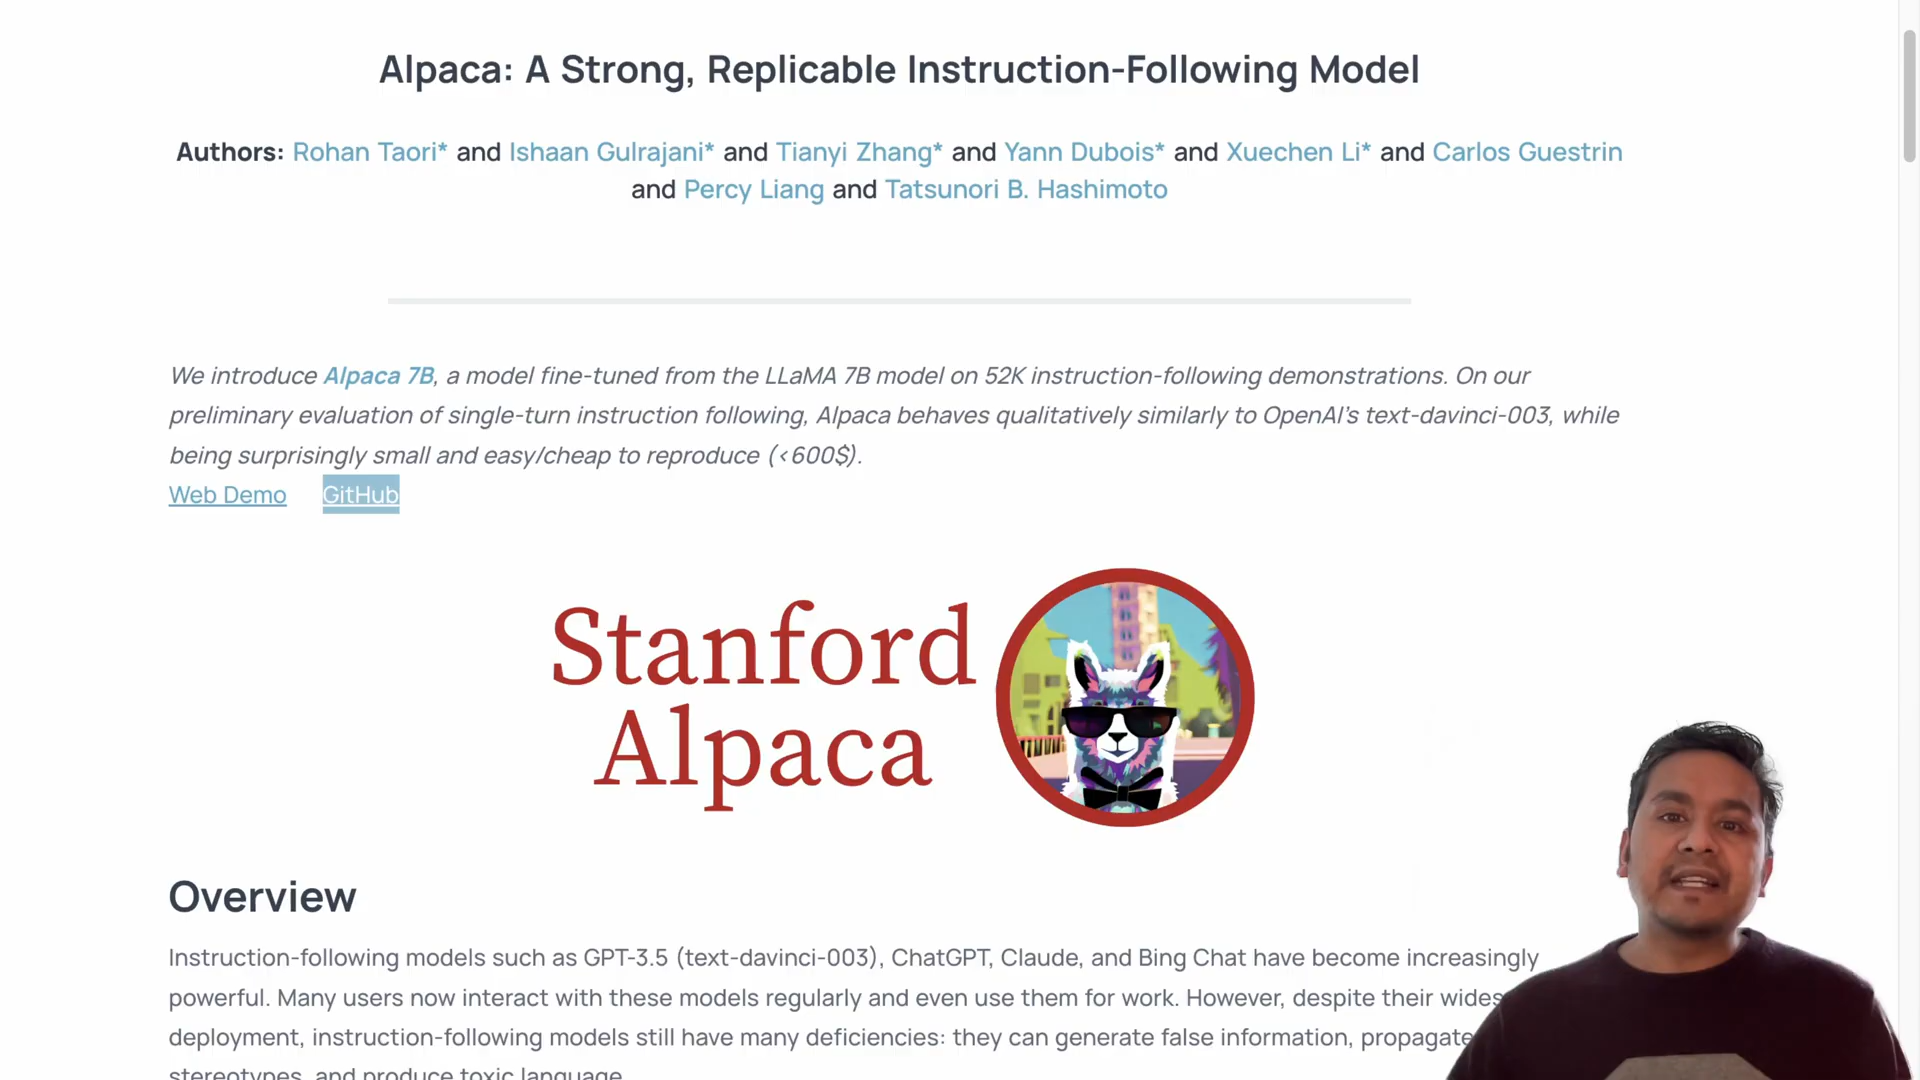 Alpaca: A Strong, Replicable Instruction-Following Model
Authors: Rohan Taori* and Ishaan Gulrajani* and Tianyi Zhang* and Yann Dubois* and Xuechen Li* and Carlos Guestrin
and Percy Liang and Tatsunori B. Hashimoto
We introduce Alpaca 7B, a model fine-tuned from the LLaMA 7B model on 52K instruction-following demonstrations. On our
preliminary evaluation of single-turn instruction following, Alpaca behaves qualitatively similarly to OpenAI's text-davinci-003, while
being surprisingly small and easy/cheap to reproduce (<600$).
Web Demo GitHub
Stanford
Alpaca
Overview
Instruction-following models such as GPT-3.5 (text-davinci-003), ChatGPT, Claude, and Bing Chat have become increasingly
powerful. Many users now interact with these models regularly and even use them for work. However, despite their wides
deployment, instruction-following models still have many deficiencies: they can generate false information, propagate
stereotypes, and produce toxic language.